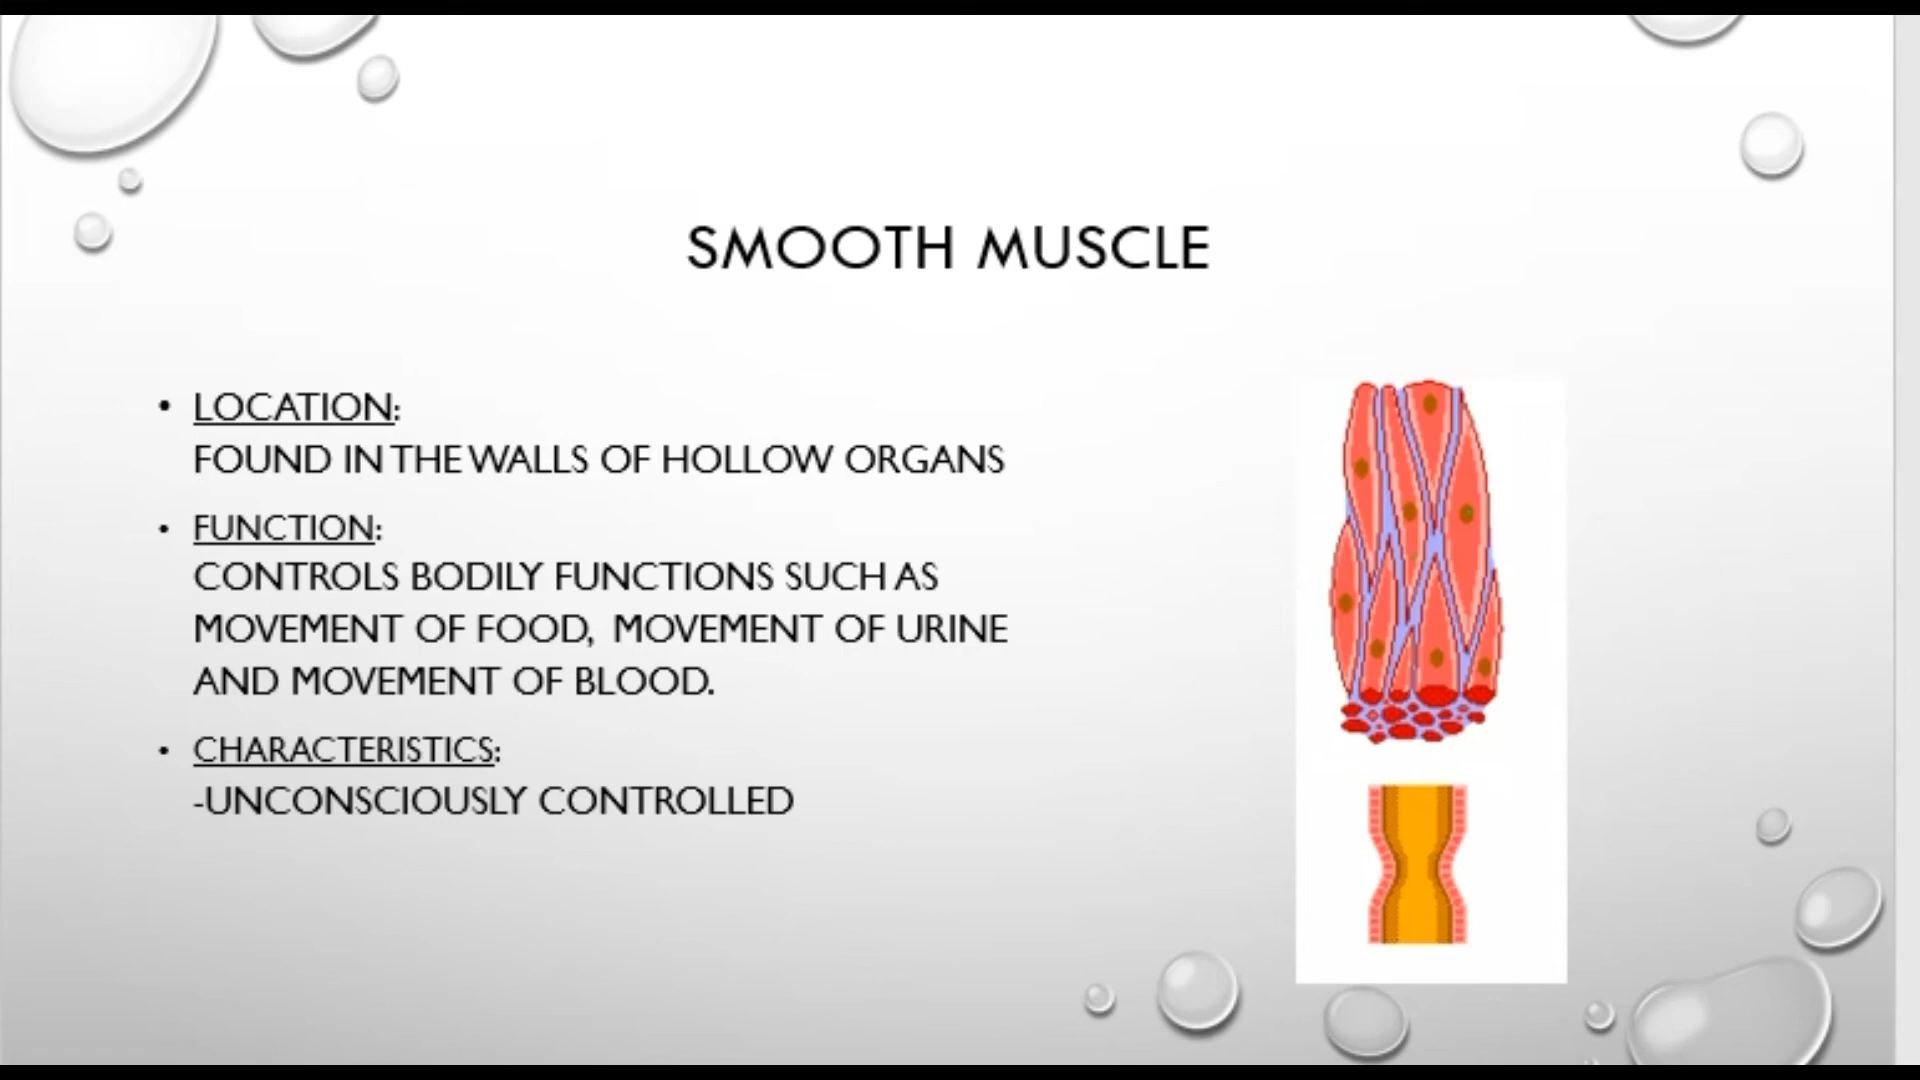 SMOOTH MUSCLE
• LOCATION:
FOUND IN THE WALLS OF HOLLOW ORGANS
• FUNCTION:
CONTROLS BODILY FUNCTIONS SUCH AS
MOVEMENT OF FOOD, MOVEMENT OF URINE
AND MOVEMENT OF BLOOD.
• CHARACTERISTICS:
-UNCONSCIOUSLY CONTROLLED